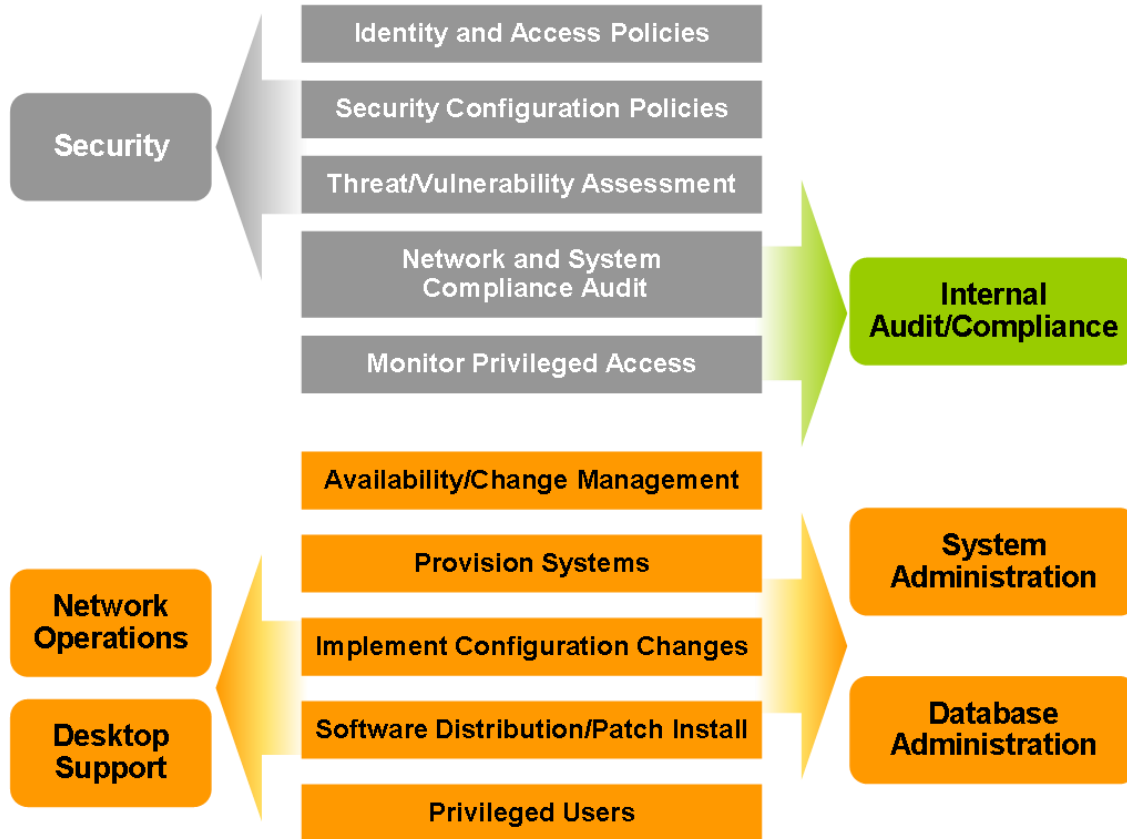 Identity and Access Policies
Security Configuration Policies
Security
Threat/Vulnerability Assessment
Network and System
Compliance Audit
Internal
Audit/Compliance
Monitor Privileged Access
Availability/Change Management
Provision Systems
System
Administration
Network
Operations
Implement Configuration Changes
Software Distribution/Patch Install
Desktop
Support
Database
Administration
Privileged Users